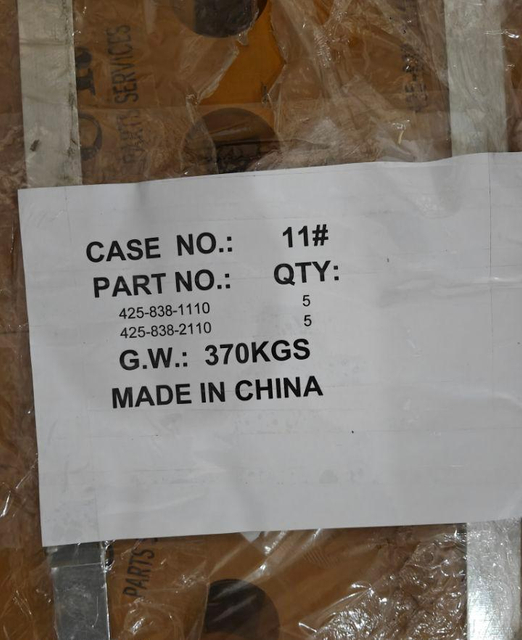 PARTS SERVICES
CASE NO.: 11#
PART NO.: QTY:
425-838-1110 5
425-838-2110 5
G.W.: 370KGS
MADE IN CHINA
PARTS